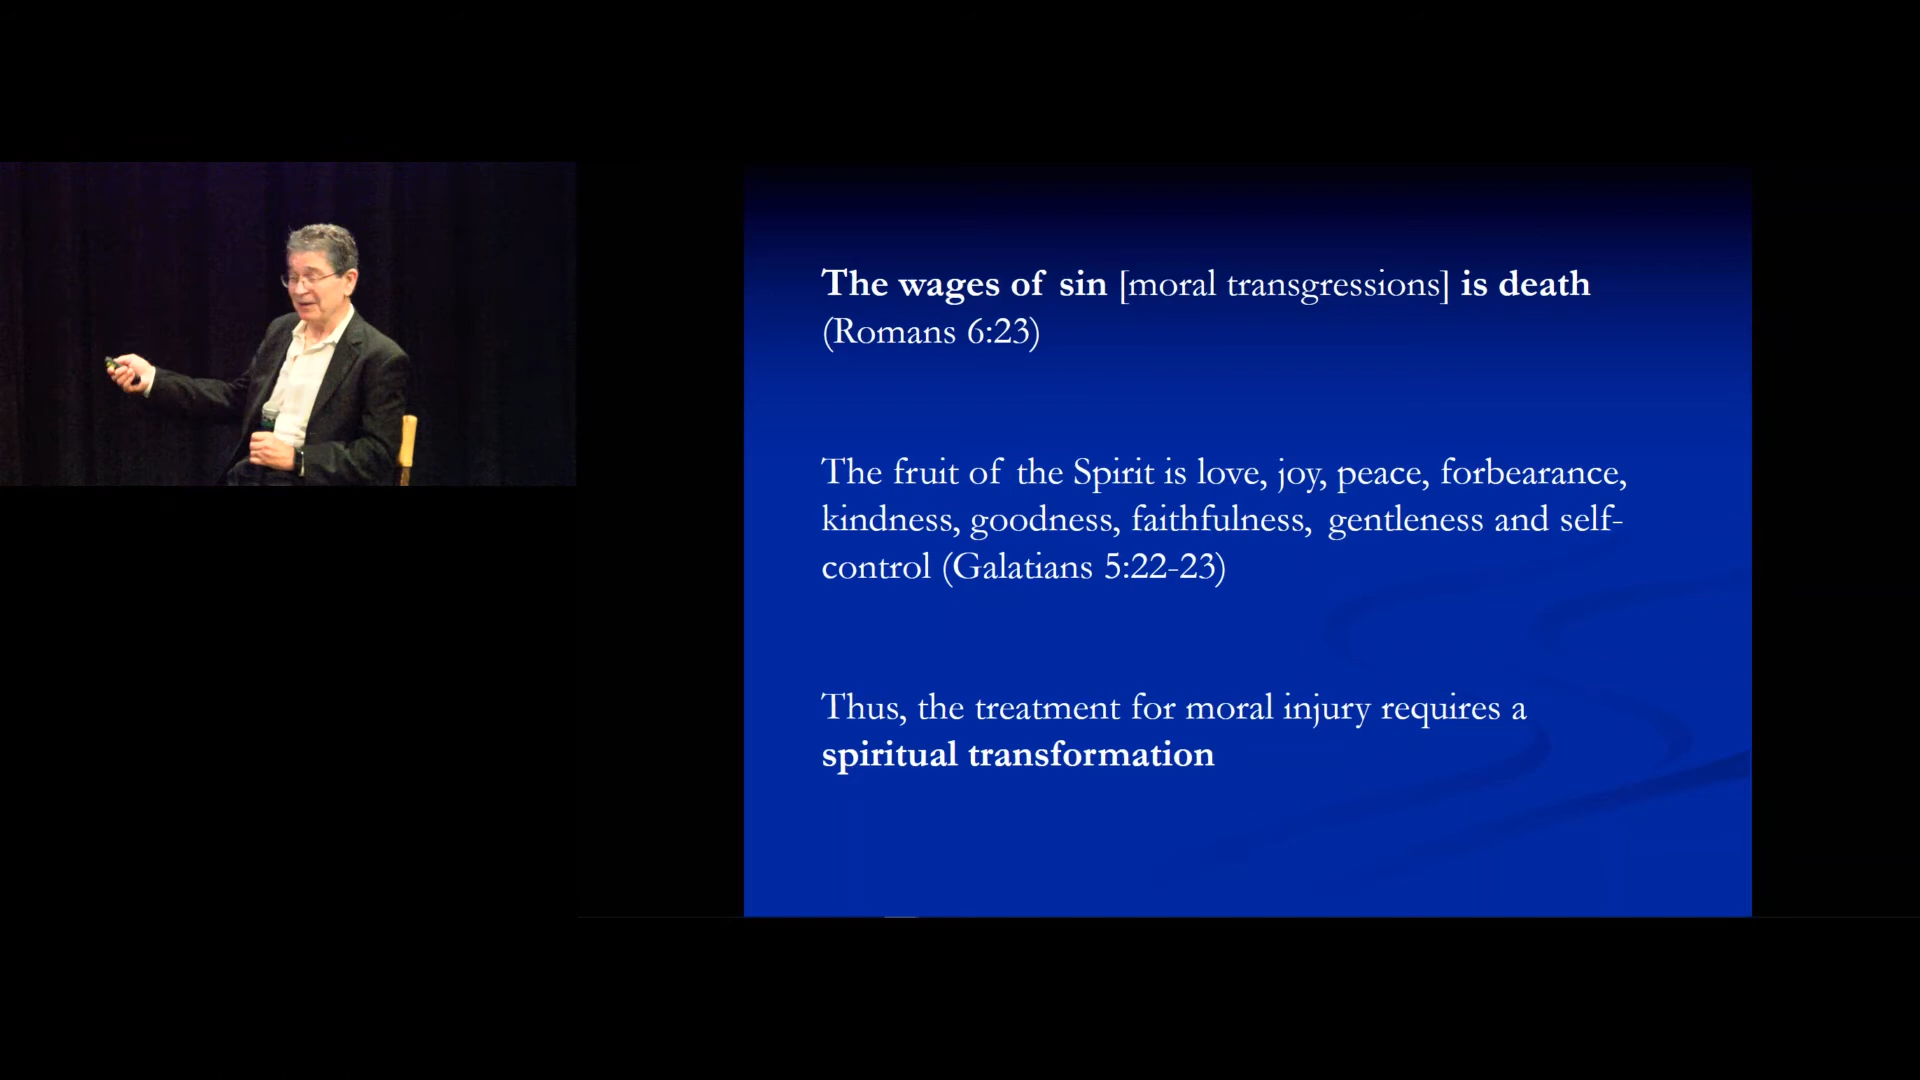 The wages of sin [moral transgressions] is death
(Romans 6:23)
The fruit of the Spirit is love, joy, peace, forbearance,
kindness, goodness, faithfulness, gentleness and self-
control (Galatians 5:22-23)
Thus, the treatment for moral injury requires a
spiritual transformation